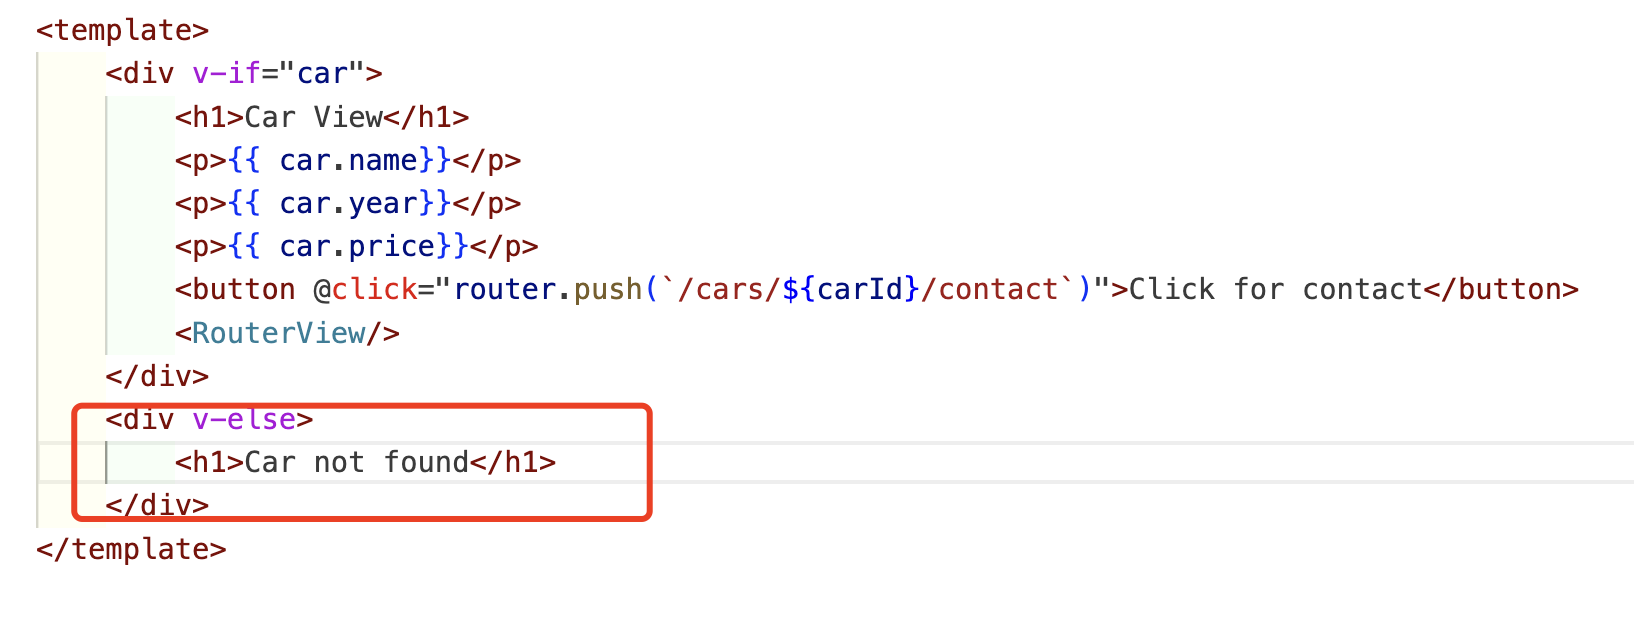 <template>
    <div v-if="car">
        <h1>Car View</h1>
        <p>{{ car.name}}</p>
        <p>{{ car.year}}</p>
        <p>{{ car.price}}</p>
        <button @click="router.push(`/cars/${carId}/contact`)">Click for contact</button>
        <RouterView/>
    </div>
    <div v-else>
        <h1>Car not found</h1>
    </div>
</template>